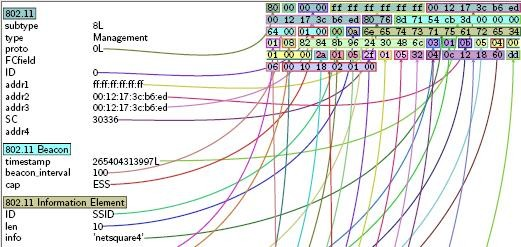 802.11
subtype 8L
type Management
proto 0L
FCfield
ID 0
addr1 ff:ff:ff:ff:ff:ff
addr2 00:12:17:3c:b6:ed
addr3 00:12:17:3c:b6:ed
SC 30336
addr4
802.11 Beacon
timestamp 265404313997L
beacon_interval 100
cap ESS
802.11 Information Element
ID SSID
len 10
info 'netsquare4'
80 00 00 00 ff ff ff ff ff ff 00 12 17 3c b6 ed
00 12 17 3c b6 ed 80 76 8d 71 54 cb 3d 00 00 00
64 00 01 00 00 0a 6e 65 74 73 71 75 61 72 65 34
01 08 82 84 8b 96 24 30 48 6c 03 01 0b 05 04 00
01 00 00 2a 01 05 2f 01 05 32 04 0c 12 18 60 dd
06 00 10 18 02 01 00